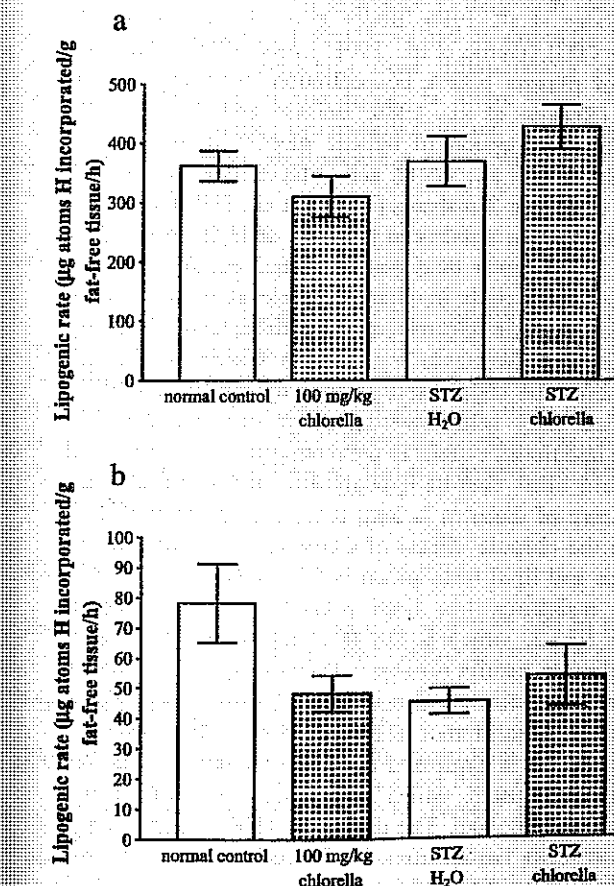 a
Lipogenic rate (µg atoms H incorporated/g
fat-free tissue/h)
500
400
300
200
100
0
normal control
100 mg/kg
chlorella
STZ
H₂O
STZ
chlorella
b
Lipogenic rate (µg atoms H incorporated/g
fat-free tissue/h)
100
90
80
70
60
50
40
30
20
10
0
normal control
100 mg/kg
chlorella
STZ
H₂O
STZ
chlorella